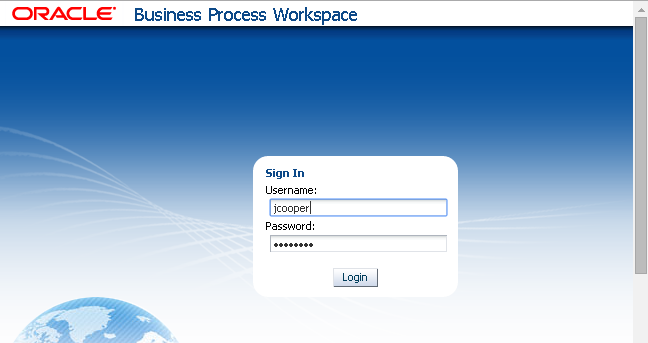 ORACLE Business Process Workspace
Sign In
Username:
jcooper
Password:
••••••••
Login